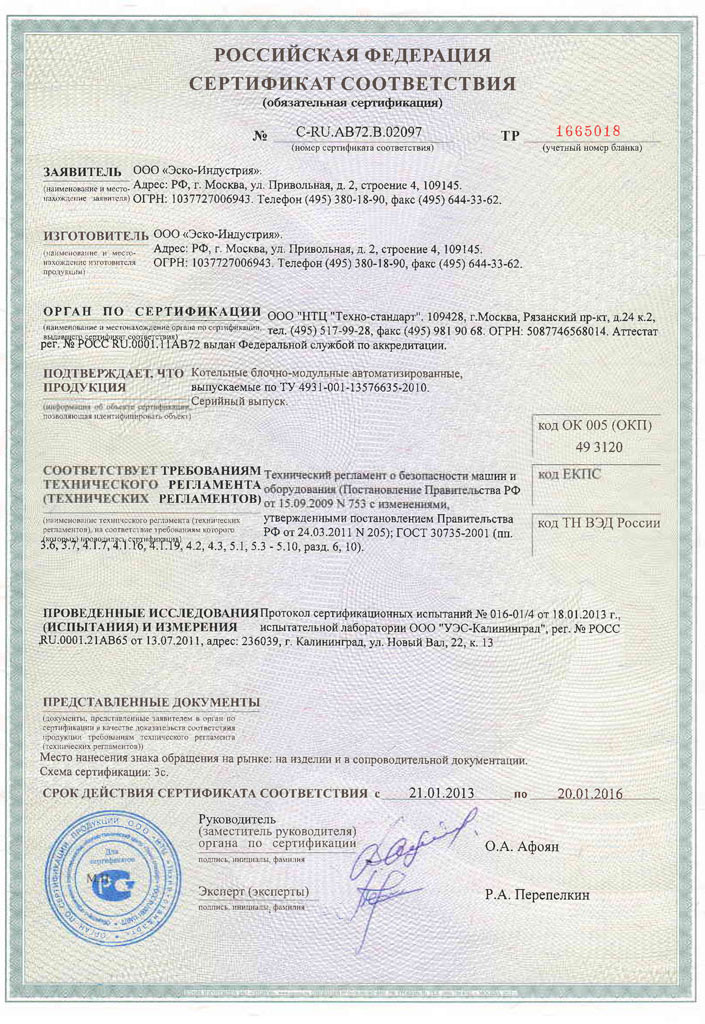 РОССИЙСКАЯ ФЕДЕРАЦИЯ
СЕРТИФИКАТ СООТВЕТСТВИЯ
(обязательная сертификация)
№ C-RU.АВ72.В.02097 ТР 1665018
(номер сертификата соответствия) (учетный номер бланка)
ЗАЯВИТЕЛЬ ООО «Эско-Индустрия».
(наименование и место- Адрес: РФ, г. Москва, ул. Привольная, д. 2, строение 4, 109145.
нахождение заявителя) ОГРН: 1037727006943. Телефон (495) 380-18-90, факс (495) 644-33-62.
ИЗГОТОВИТЕЛЬ ООО «Эско-Индустрия».
(наименование и место- Адрес: РФ, г. Москва, ул. Привольная, д. 2, строение 4, 109145.
нахождение изготовителя ОГРН: 1037727006943. Телефон (495) 380-18-90, факс (495) 644-33-62.
продукции)
ОРГАН ПО СЕРТИФИКАЦИИ ООО "НТЦ "Техно-стандарт". 109428, г.Москва, Рязанский пр-кт, д.24 к.2,
(наименование и местонахождение органа по сертификации, тел. (495) 517-99-28, факс (495) 981 90 68. ОГРН: 5087746568014. Аттестат
выдавшего сертификат соответствия)
рег. № РОСС RU.0001.11АВ72 выдан Федеральной службой по аккредитации.
ПОДТВЕРЖДАЕТ, ЧТО Котельные блочно-модульные автоматизированные,
ПРОДУКЦИЯ выпускаемые по ТУ 4931-001-13576635-2010.
(информация об объекте сертификации, Серийный выпуск.
позволяющая идентифицировать объект)
код ОК 005 (ОКП)
49 3120
СООТВЕТСТВУЕТ ТРЕБОВАНИЯМ Технический регламент о безопасности машин и код ЕКПС
ТЕХНИЧЕСКОГО РЕГЛАМЕНТА оборудования (Постановление Правительства РФ
(ТЕХНИЧЕСКИХ РЕГЛАМЕНТОВ) от 15.09.2009 N 753 с изменениями,
(наименование технического регламента (технических утвержденными постановлением Правительства код ТН ВЭД России
регламентов), на соответствие требованиям которого РФ от 24.03.2011 N 205); ГОСТ 30735-2001 (пп.
(которых) проводилась сертификация)
3.6, 3.7, 4.1.7, 4.1.16, 4.1.19, 4.2, 4.3, 5.1, 5.3 - 5.10, разд. 6, 10).
ПРОВЕДЕННЫЕ ИССЛЕДОВАНИЯ Протокол сертификационных испытаний № 016-01/4 от 18.01.2013 г.,
(ИСПЫТАНИЯ) И ИЗМЕРЕНИЯ испытательной лаборатории ООО "УЭС-Калининград", рег. № РОСС
RU.0001.21АВ65 от 13.07.2011, адрес: 236039, г. Калининград, ул. Новый Вал, 22, к. 13
ПРЕДСТАВЛЕННЫЕ ДОКУМЕНТЫ
(документы, представленные заявителем в орган по
сертификации в качестве доказательств соответствия
продукции требованиям технического регламента
(технических регламентов))
Место нанесения знака обращения на рынке: на изделии и в сопроводительной документации.
Схема сертификации: 3с.
СРОК ДЕЙСТВИЯ СЕРТИФИКАТА СООТВЕТСТВИЯ с 21.01.2013 по 20.01.2016
Руководитель
(заместитель руководителя)
органа по сертификации О.А. Афоян
подпись, инициалы, фамилия
Для
сертификатов
М.П.
Эксперт (эксперты) Р.А. Перепелкин
подпись, инициалы, фамилия